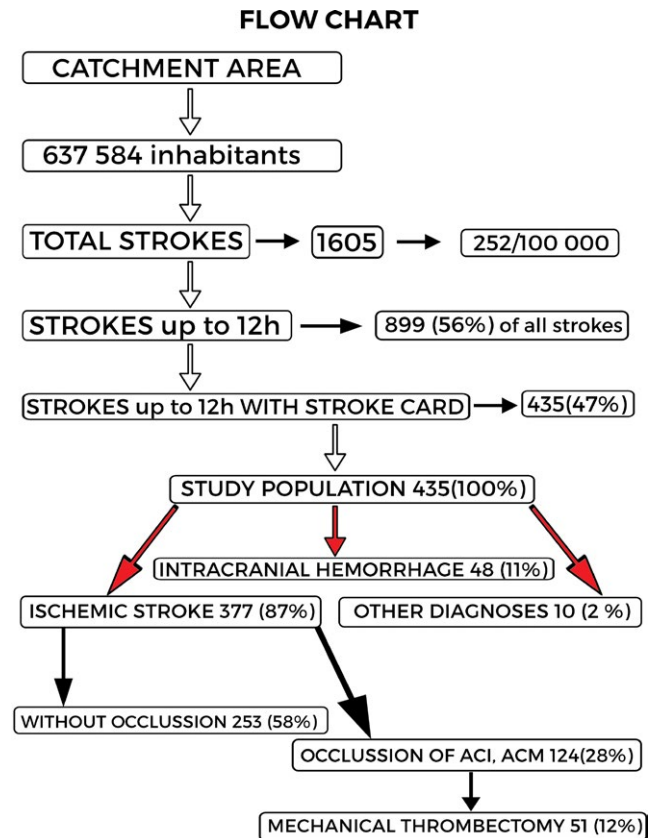 FLOW CHART
CATCHMENT AREA
637 584 inhabitants
TOTAL STROKES
1605
252/100 000
STROKES up to 12h
899 (56%) of all strokes
STROKES up to 12h WITH STROKE CARD
435(47%)
STUDY POPULATION 435(100%)
INTRACRANIAL HEMORRHAGE 48 (11%)
ISCHEMIC STROKE 377 (87%)
OTHER DIAGNOSES 10 (2 %)
WITHOUT OCCLUSSION 253 (58%)
OCCLUSSION OF ACI, ACM 124(28%)
MECHANICAL THROMBECTOMY 51 (12%)